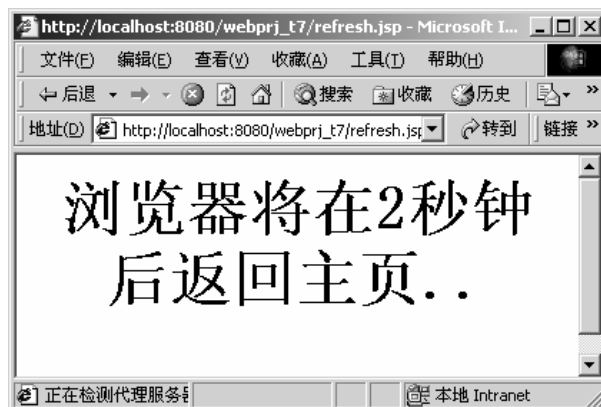 http://localhost:8080/webprj_t7/refresh.jsp - Microsoft I...
文件(F) 编辑(E) 查看(V) 收藏(A) 工具(T) 帮助(H)
后退 搜索 收藏 历史 »
地址(D) http://localhost:8080/webprj_t7/refresh.jsp 转到 链接 »
浏览器将在2秒钟
后返回主页..
正在检测代理服务器 本地 Intranet